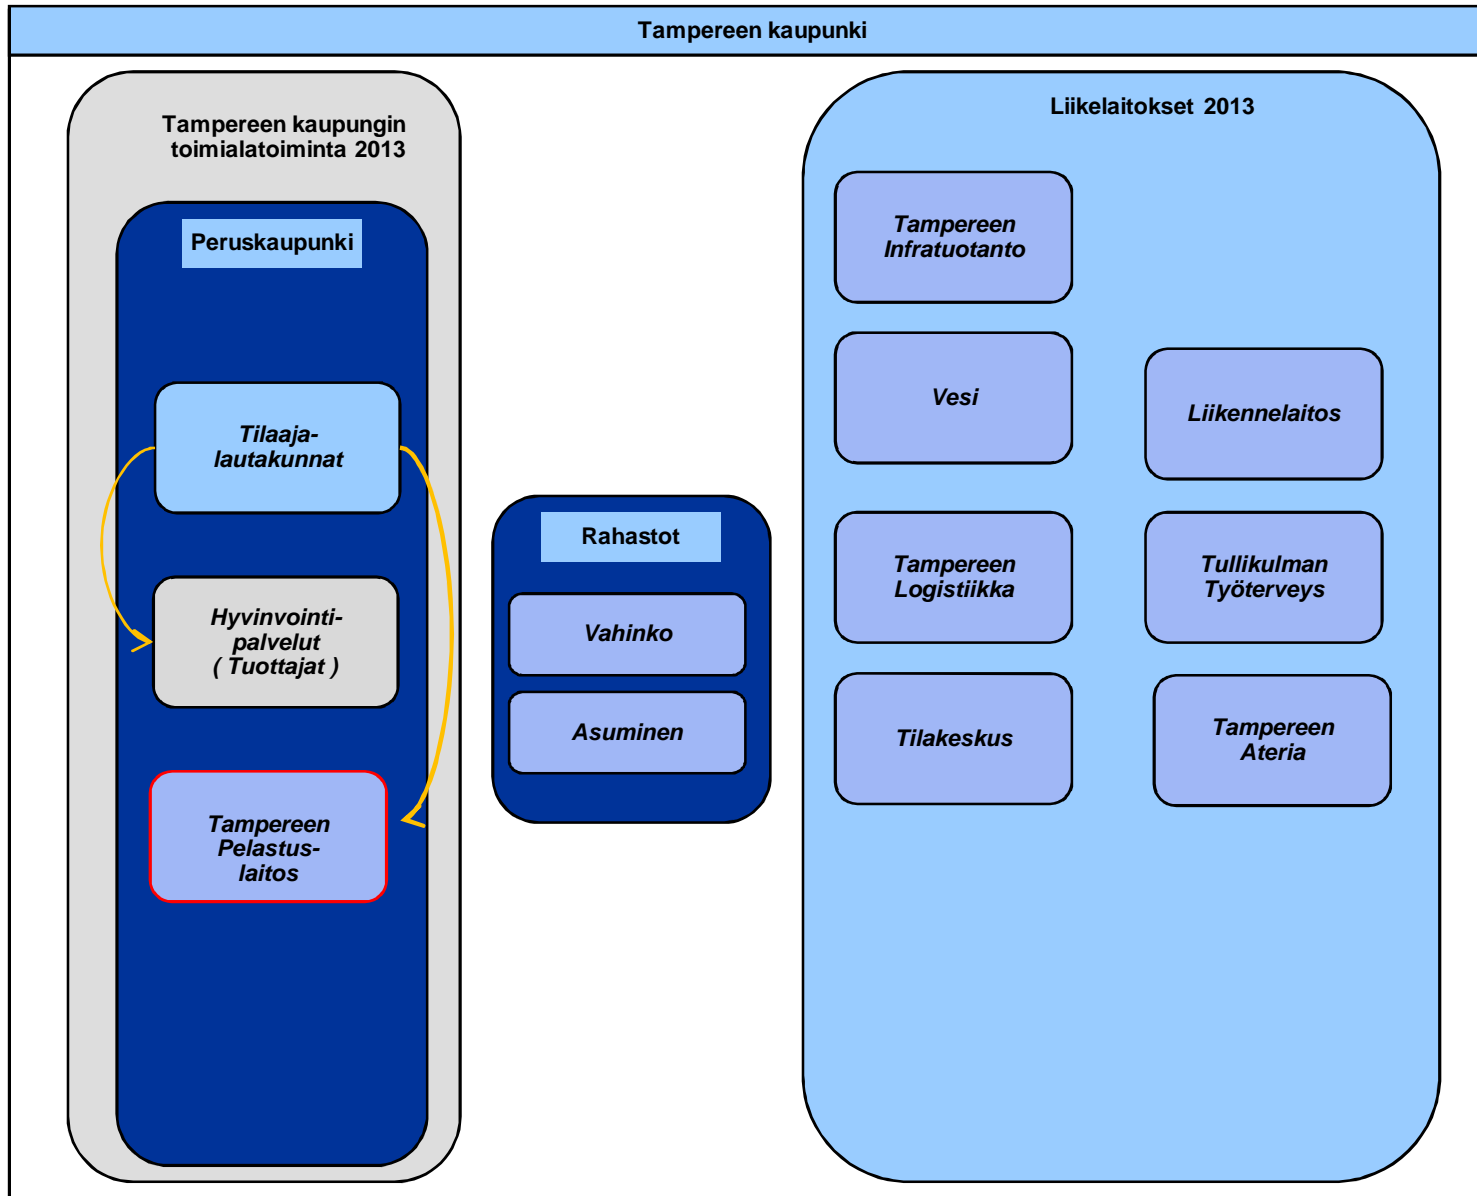 Tampereen kaupunki
Tampereen kaupungin
toimialatoiminta 2013
Peruskaupunki
Tilaaja-
lautakunnat
Hyvinvointi-
palvelut
( Tuottajat )
Tampereen
Pelastus-
laitos
Rahastot
Vahinko
Asuminen
Liikelaitokset 2013
Tampereen
Infratuotanto
Vesi
Liikennelaitos
Tampereen
Logistiikka
Tullikulman
Työterveys
Tilakeskus
Tampereen
Ateria